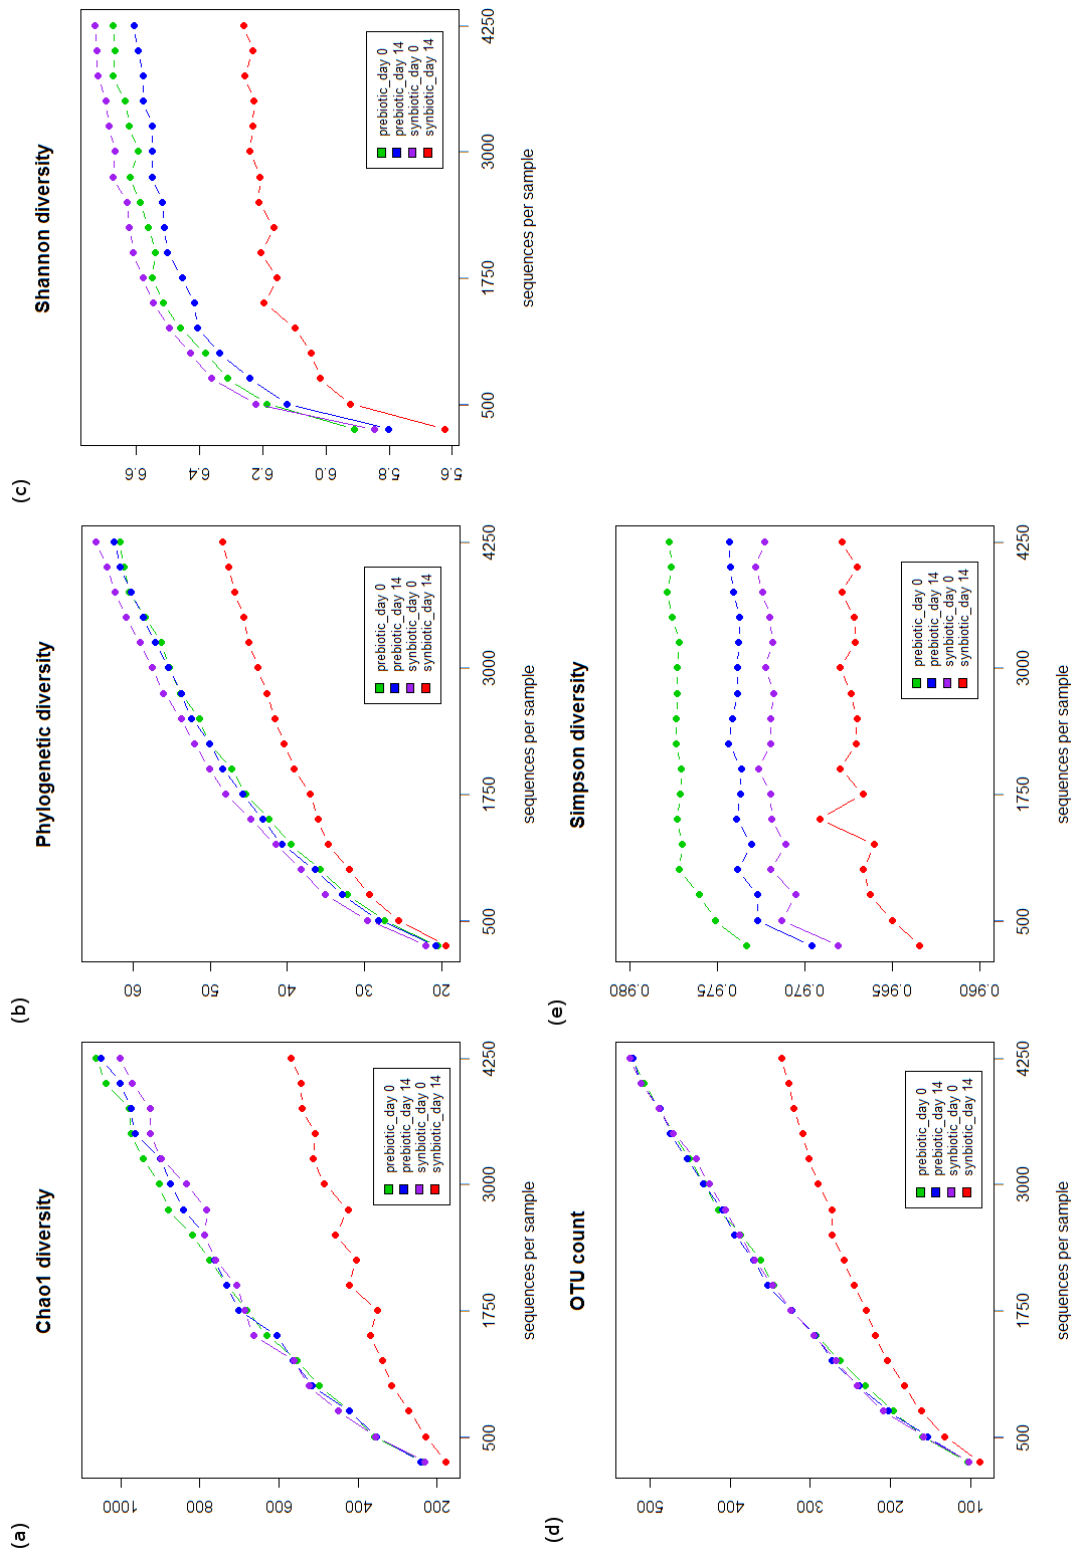 (a)
Chao1 diversity
1000
800
600
400
200
500
1750
3000
4250
sequences per sample
prebiotic_day 0
prebiotic_day 14
synbiotic_day 0
synbiotic_day 14
(b)
Phylogenetic diversity
60
50
40
30
20
500
1750
3000
4250
sequences per sample
prebiotic_day 0
prebiotic_day 14
synbiotic_day 0
synbiotic_day 14
(c)
Shannon diversity
6.6
6.4
6.2
6.0
5.8
5.6
500
1750
3000
4250
sequences per sample
prebiotic_day 0
prebiotic_day 14
synbiotic_day 0
synbiotic_day 14
(d)
OTU count
500
400
300
200
100
500
1750
3000
4250
sequences per sample
prebiotic_day 0
prebiotic_day 14
synbiotic_day 0
synbiotic_day 14
(e)
Simpson diversity
0.980
0.975
0.970
0.965
0.960
500
1750
3000
4250
sequences per sample
prebiotic_day 0
prebiotic_day 14
synbiotic_day 0
synbiotic_day 14